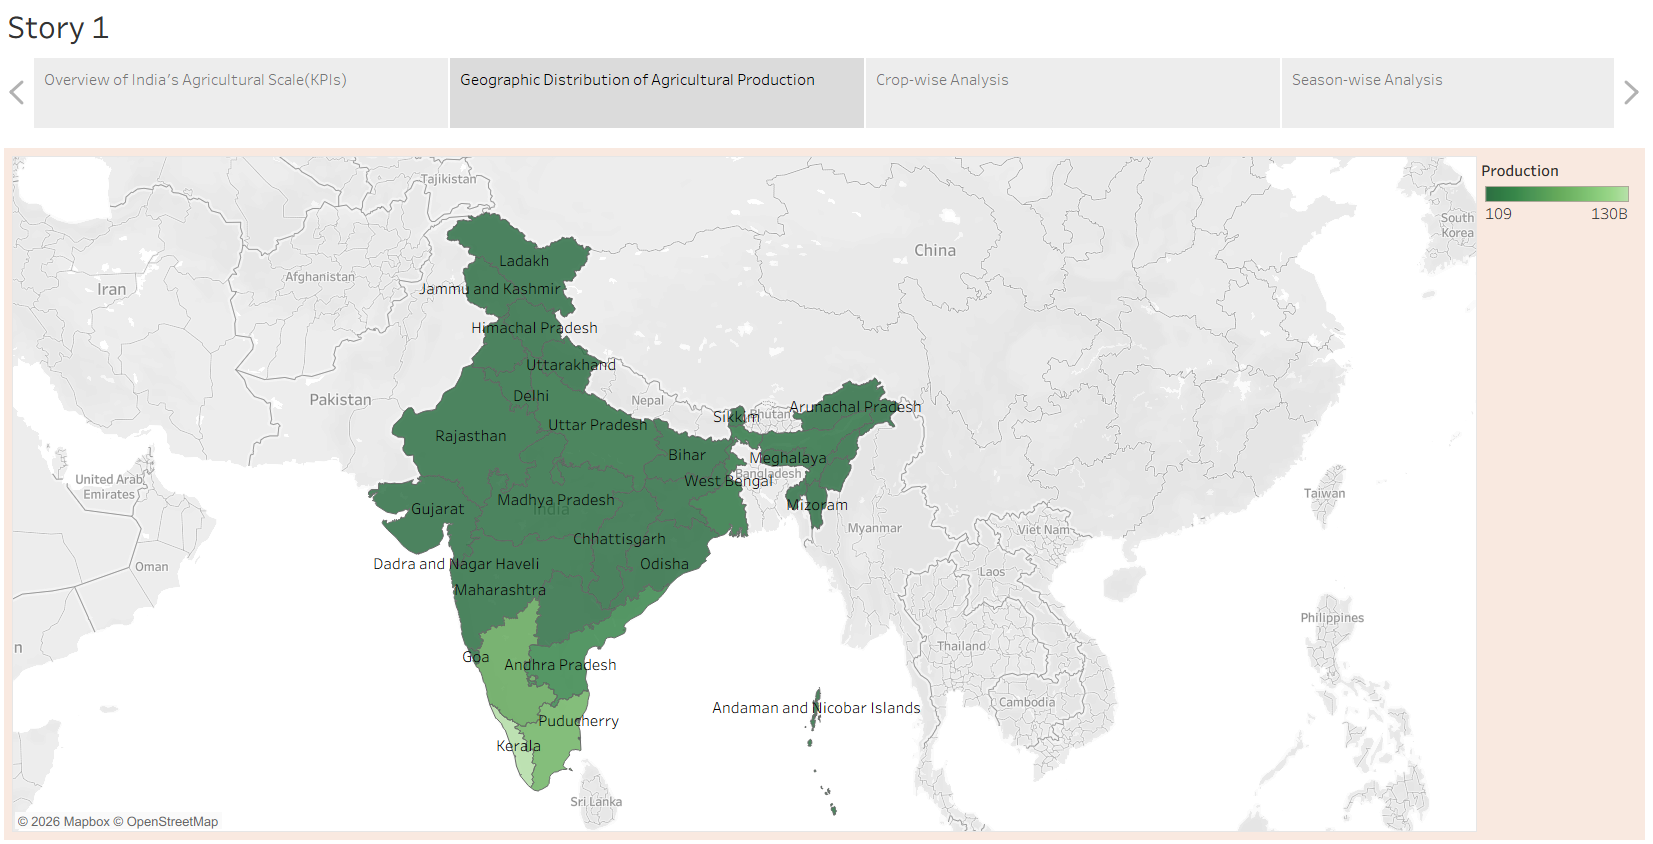 Story 1
Overview of India's Agricultural Scale(KPIs)
Geographic Distribution of Agricultural Production
Crop-wise Analysis
Season-wise Analysis
Production
109
130B
Tajikistan
South
Korea
China
Ladakh
Afghanistan
Iran
Jammu and Kashmir
Himachal Pradesh
Uttarakhand
Pakistan
Delhi
Nepal
Sikkim
Bhutan
Arunachal Pradesh
Uttar Pradesh
Rajasthan
Bihar
Meghalaya
Bangladesh
West Bengal
United Arab
Emirates
Taiwan
Madhya Pradesh
India
Gujarat
Mizoram
Myanmar
Viet Nam
Chhattisgarh
Oman
Dadra and Nagar Haveli
Odisha
Laos
Maharashtra
Philippines
n
Goa
Andhra Pradesh
Thailand
Andaman and Nicobar Islands
Cambodia
Puducherry
Kerala
Sri Lanka
© 2026 Mapbox © OpenStreetMap